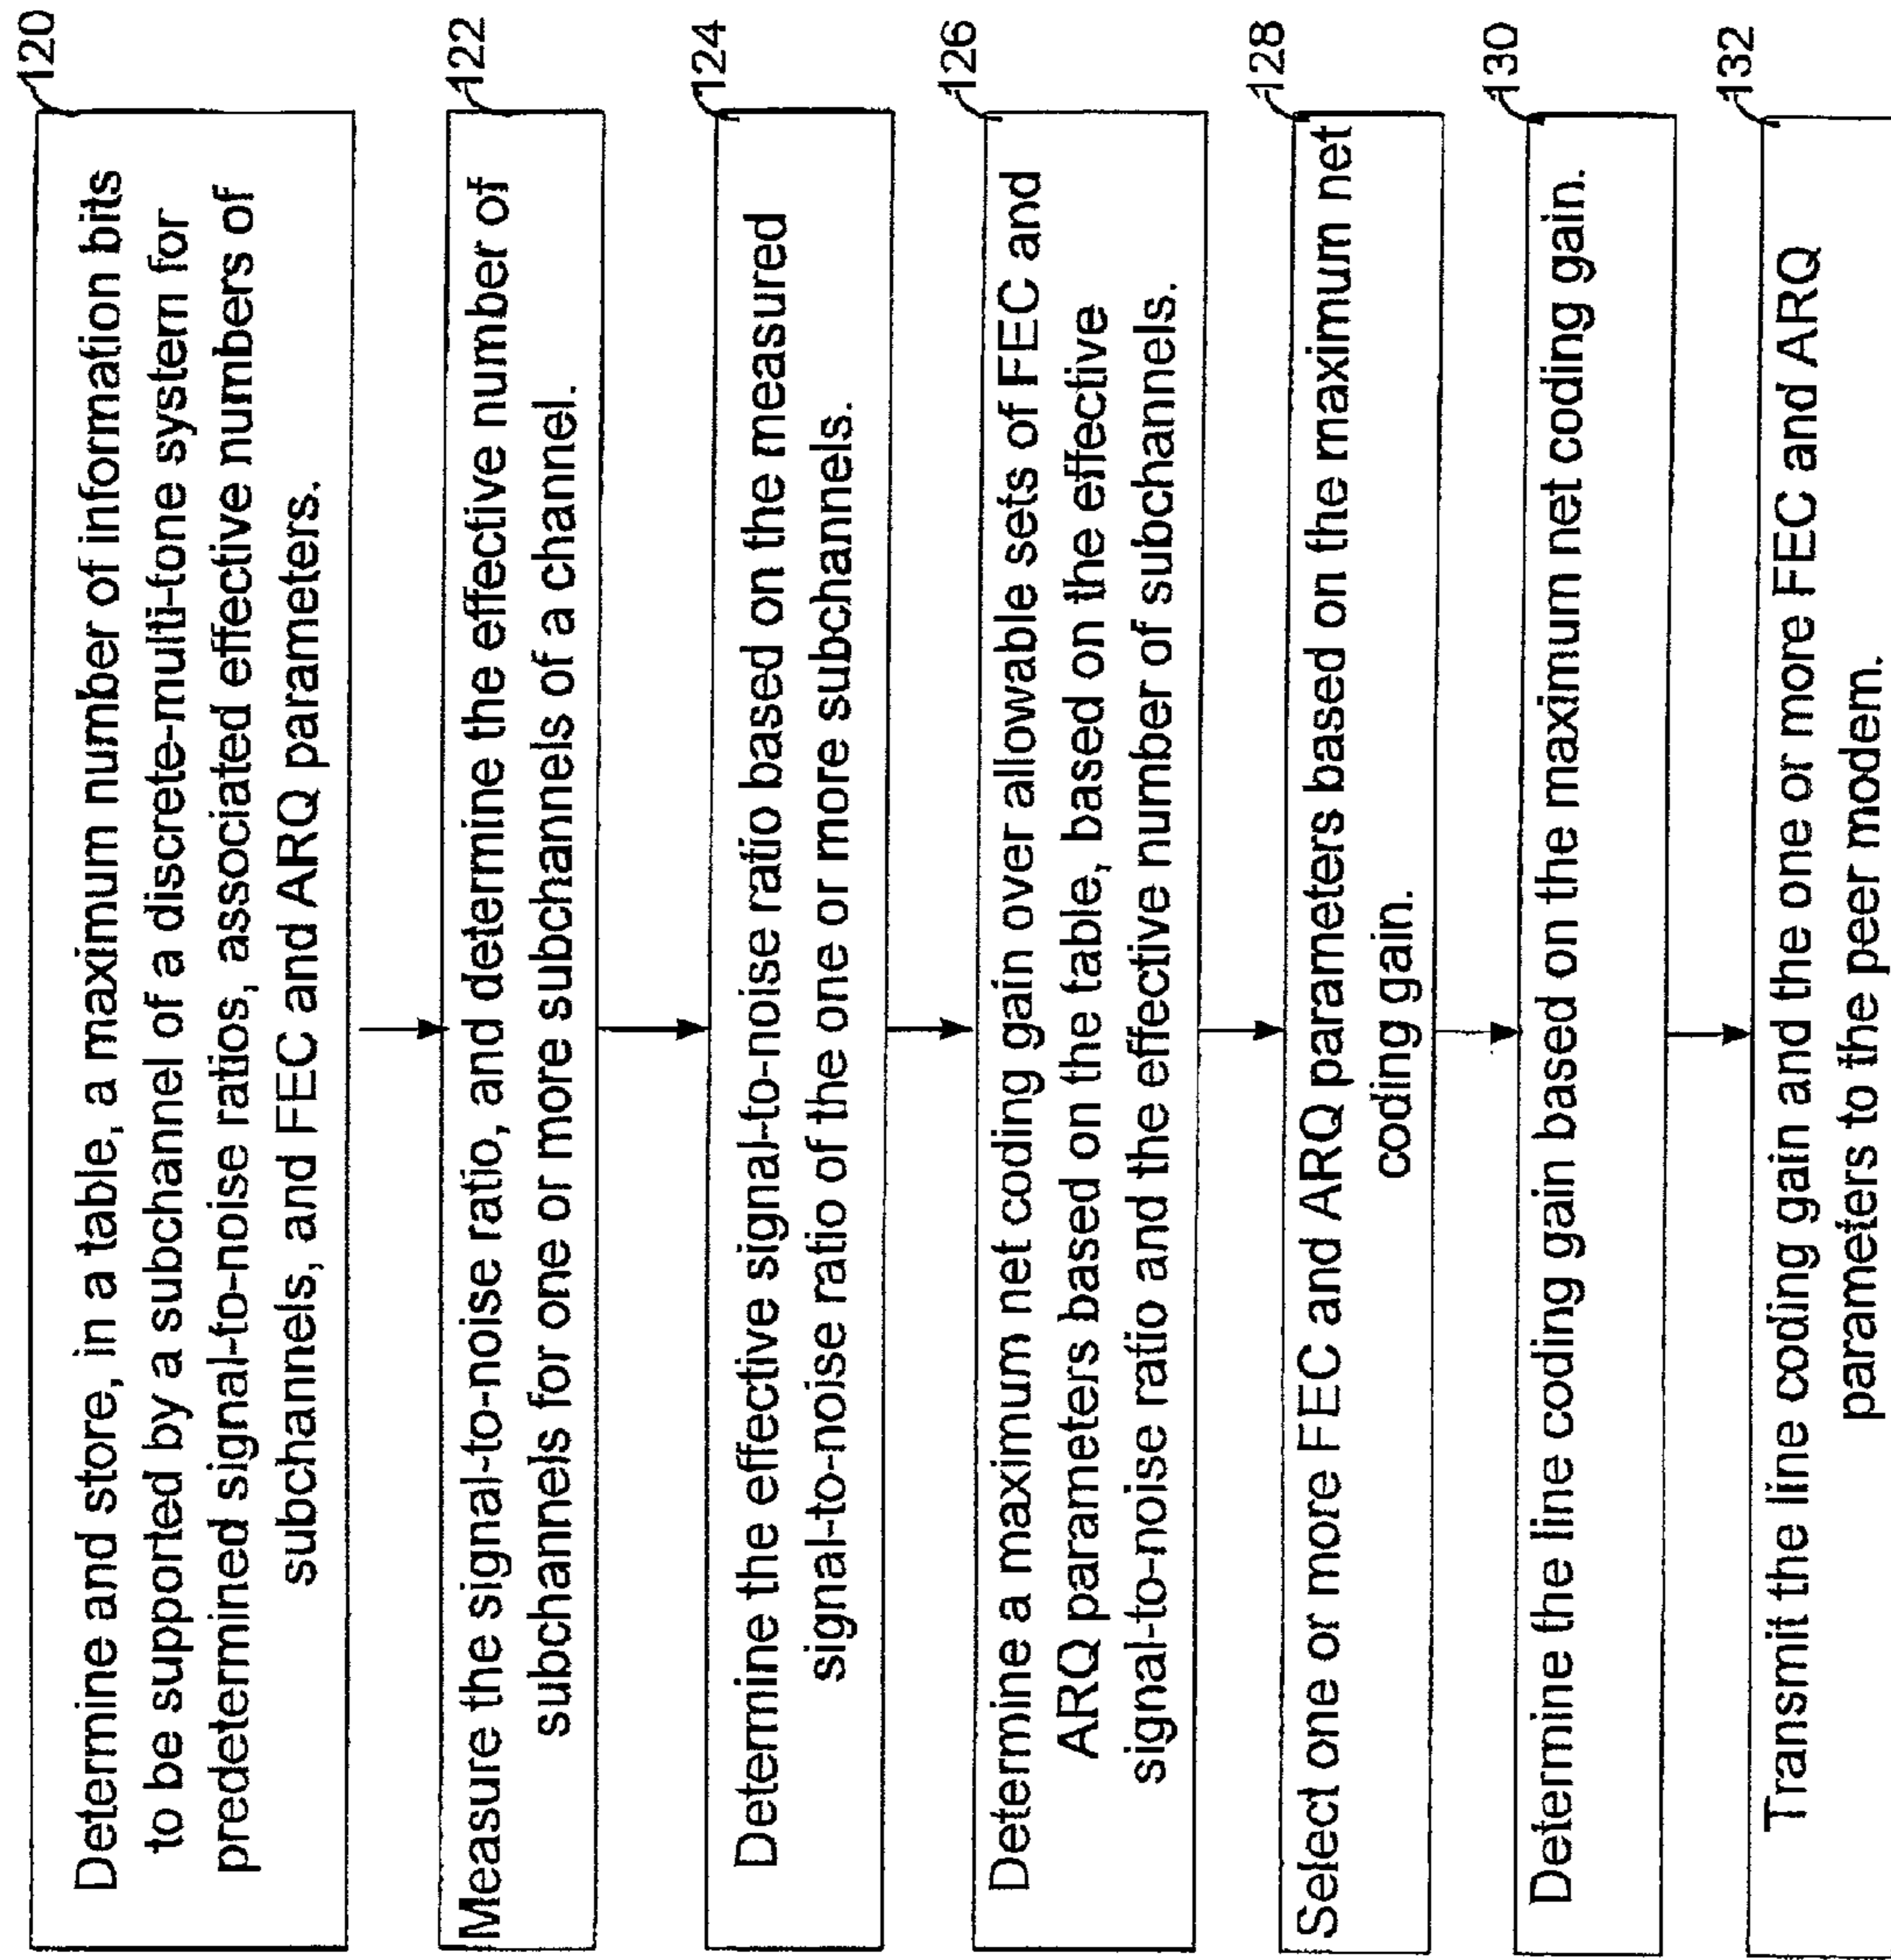 120
Determine and store, in a table, a maximum number of information bits
to be supported by a subchannel of a discrete-multi-tone system for
predetermined signal-to-noise ratios, associated effective numbers of
subchannels, and FEC and ARQ parameters.
122
Measure the signal-to-noise ratio, and determine the effective number of
subchannels for one or more subchannels of a channel.
124
Determine the effective signal-to-noise ratio based on the measured
signal-to-noise ratio of the one or more subchannels.
126
Determine a maximum net coding gain over allowable sets of FEC and
ARQ parameters based on the table, based on the effective
signal-to-noise ratio and the effective number of subchannels.
128
Select one or more FEC and ARQ parameters based on the maximum net
coding gain.
130
Determine the line coding gain based on the maximum net coding gain.
132
Transmit the line coding gain and the one or more FEC and ARQ
parameters to the peer modem.